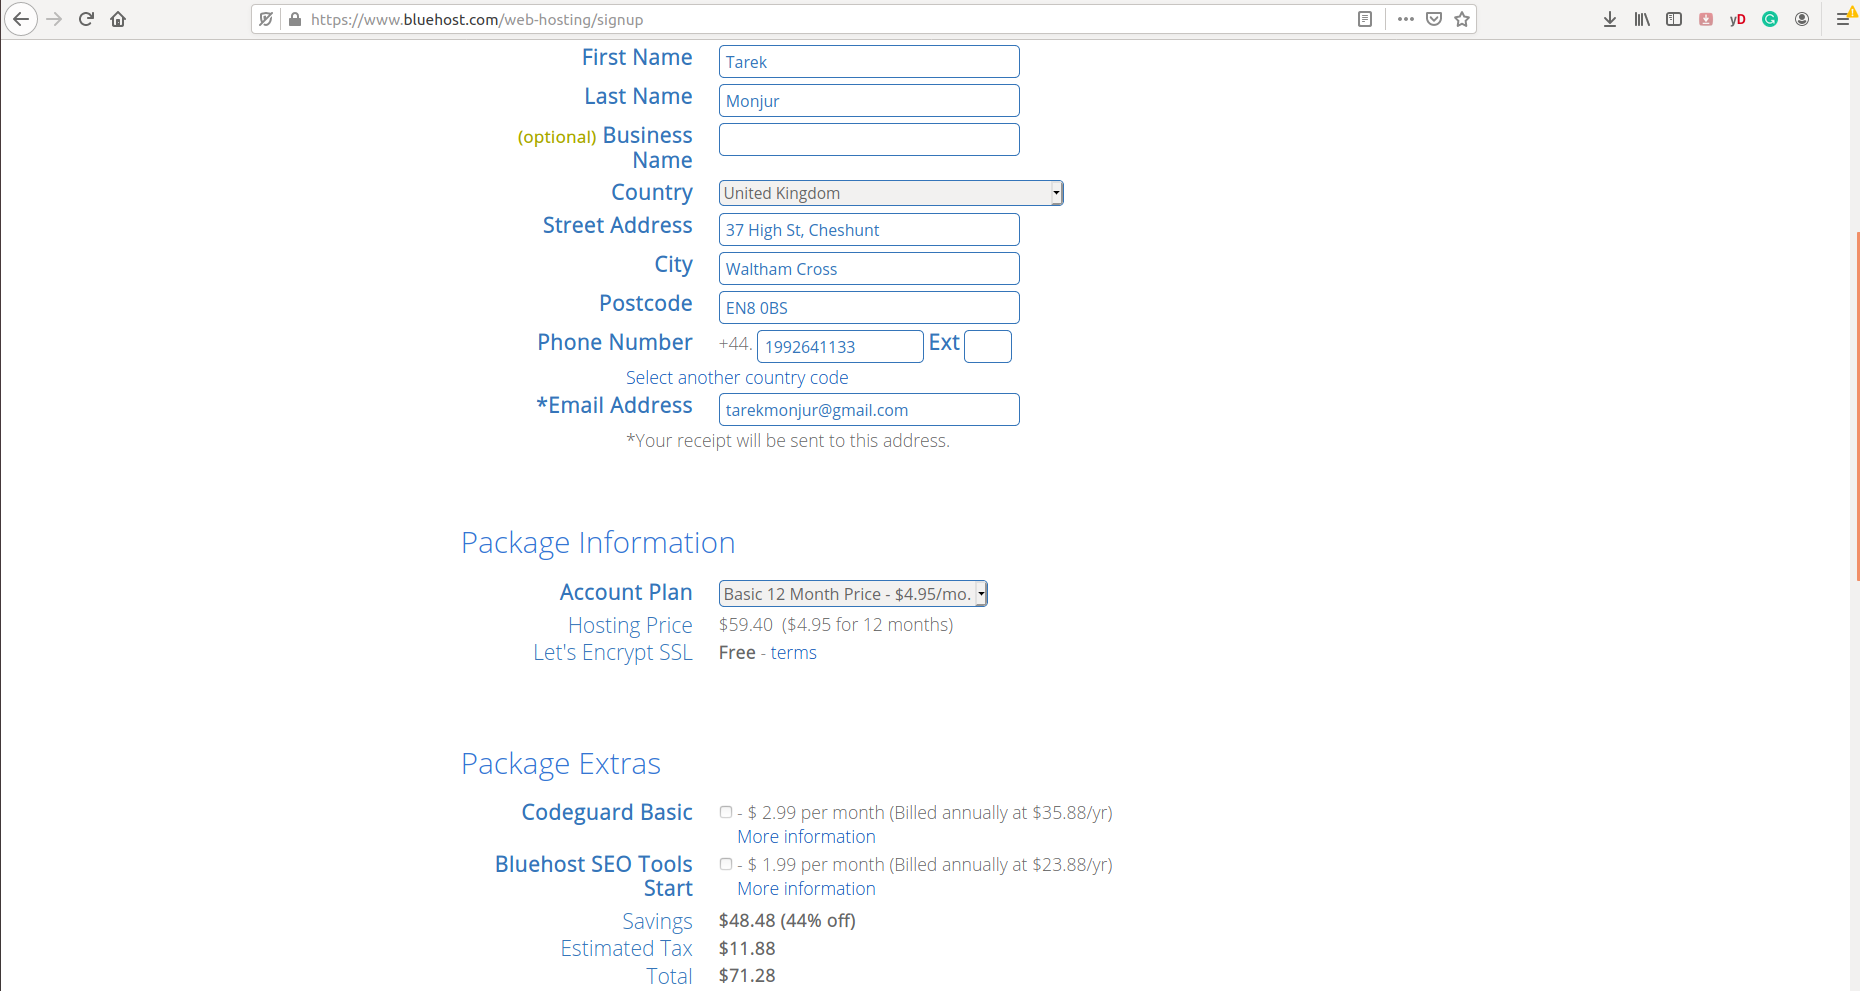 https://www.bluehost.com/web-hosting/signup
yD
First Name Tarek
Last Name Monjur
(optional) Business Name
Country United Kingdom
Street Address 37 High St, Cheshunt
City Waltham Cross
Postcode EN8 0BS
Phone Number +44. 1992641133 Ext
Select another country code
*Email Address tarekmonjur@gmail.com
*Your receipt will be sent to this address.
Package Information
Account Plan Basic 12 Month Price - $4.95/mo.
Hosting Price $59.40 ($4.95 for 12 months)
Let's Encrypt SSL Free - terms
Package Extras
Codeguard Basic - $ 2.99 per month (Billed annually at $35.88/yr)
More information
Bluehost SEO Tools Start - $ 1.99 per month (Billed annually at $23.88/yr)
More information
Savings $48.48 (44% off)
Estimated Tax $11.88
Total $71.28